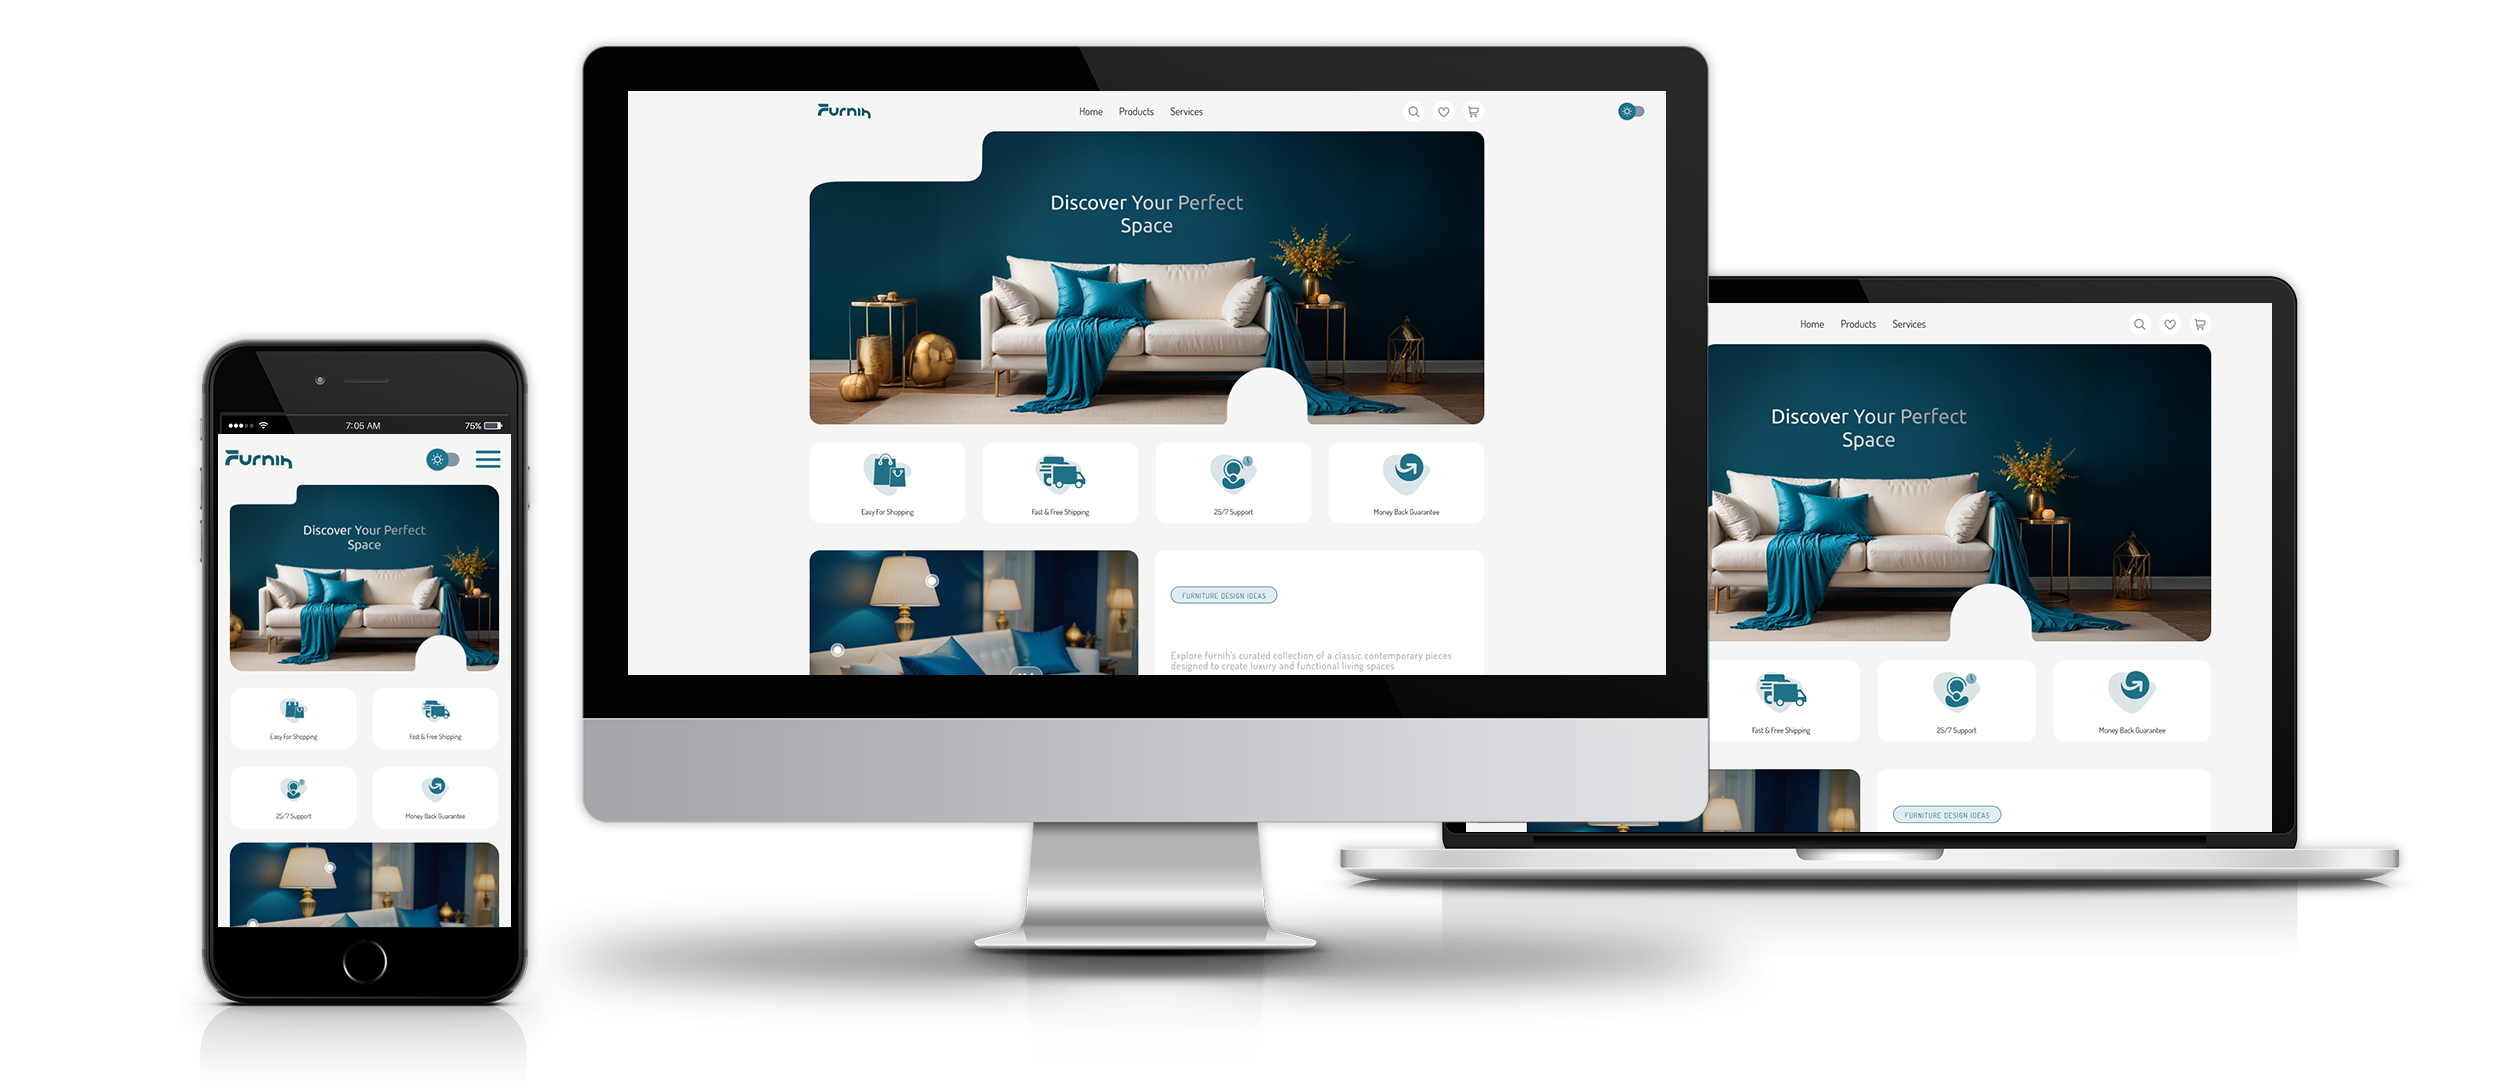 7:05 AM
75%
Furnih
Discover Your Perfect
Space
Easy For Shopping
Fast & Free Shipping
25/7 Support
Money Back Guarantee
Furnih
Home
Products
Services
Discover Your Perfect
Space
Easy For Shopping
Fast & Free Shipping
25/7 Support
Money Back Guarantee
FURNITURE DESIGN IDEAS
Explore furnih's curated collection of a classic contemporary pieces
designed to create luxury and functional living spaces
Home
Products
Services
Discover Your Perfect
Space
Fast & Free Shipping
25/7 Support
Money Back Guarantee
FURNITURE DESIGN IDEAS